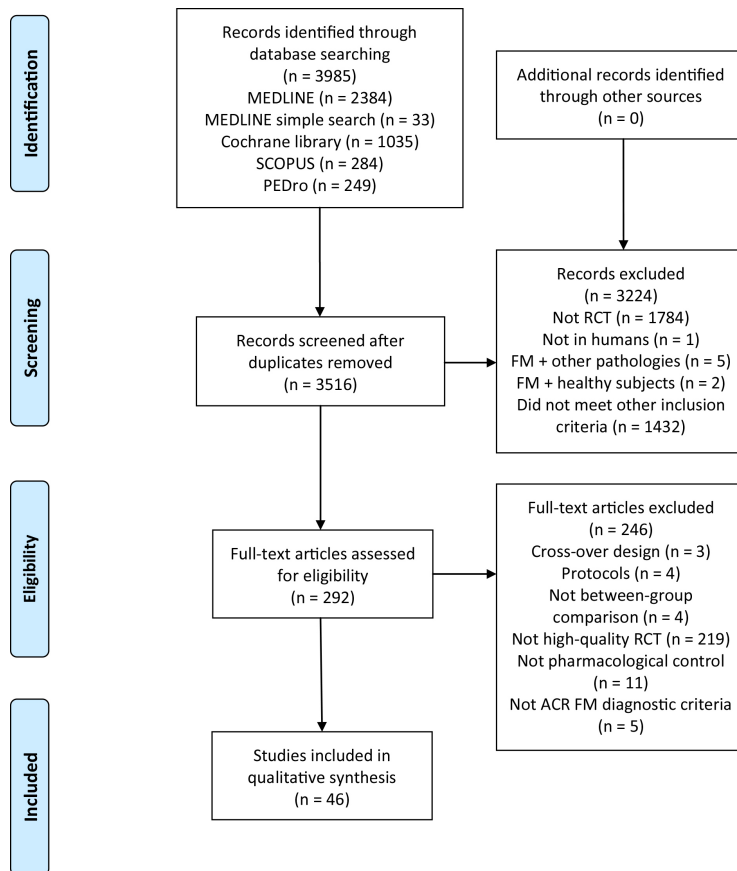 Identification
Records identified through
database searching
(n = 3985)
MEDLINE (n = 2384)
MEDLINE simple search (n = 33)
Cochrane library (n = 1035)
SCOPUS (n = 284)
PEDro (n = 249)
Additional records identified
through other sources
(n = 0)
Screening
Records screened after
duplicates removed
(n = 3516)
Records excluded
(n = 3224)
Not RCT (n = 1784)
Not in humans (n = 1)
FM + other pathologies (n = 5)
FM + healthy subjects (n = 2)
Did not meet other inclusion
criteria (n = 1432)
Eligibility
Full-text articles assessed
for eligibility
(n = 292)
Full-text articles excluded
(n = 246)
Cross-over design (n = 3)
Protocols (n = 4)
Not between-group
comparison (n = 4)
Not high-quality RCT (n = 219)
Not pharmacological control
(n = 11)
Not ACR FM diagnostic criteria
(n = 5)
Included
Studies included in
qualitative synthesis
(n = 46)